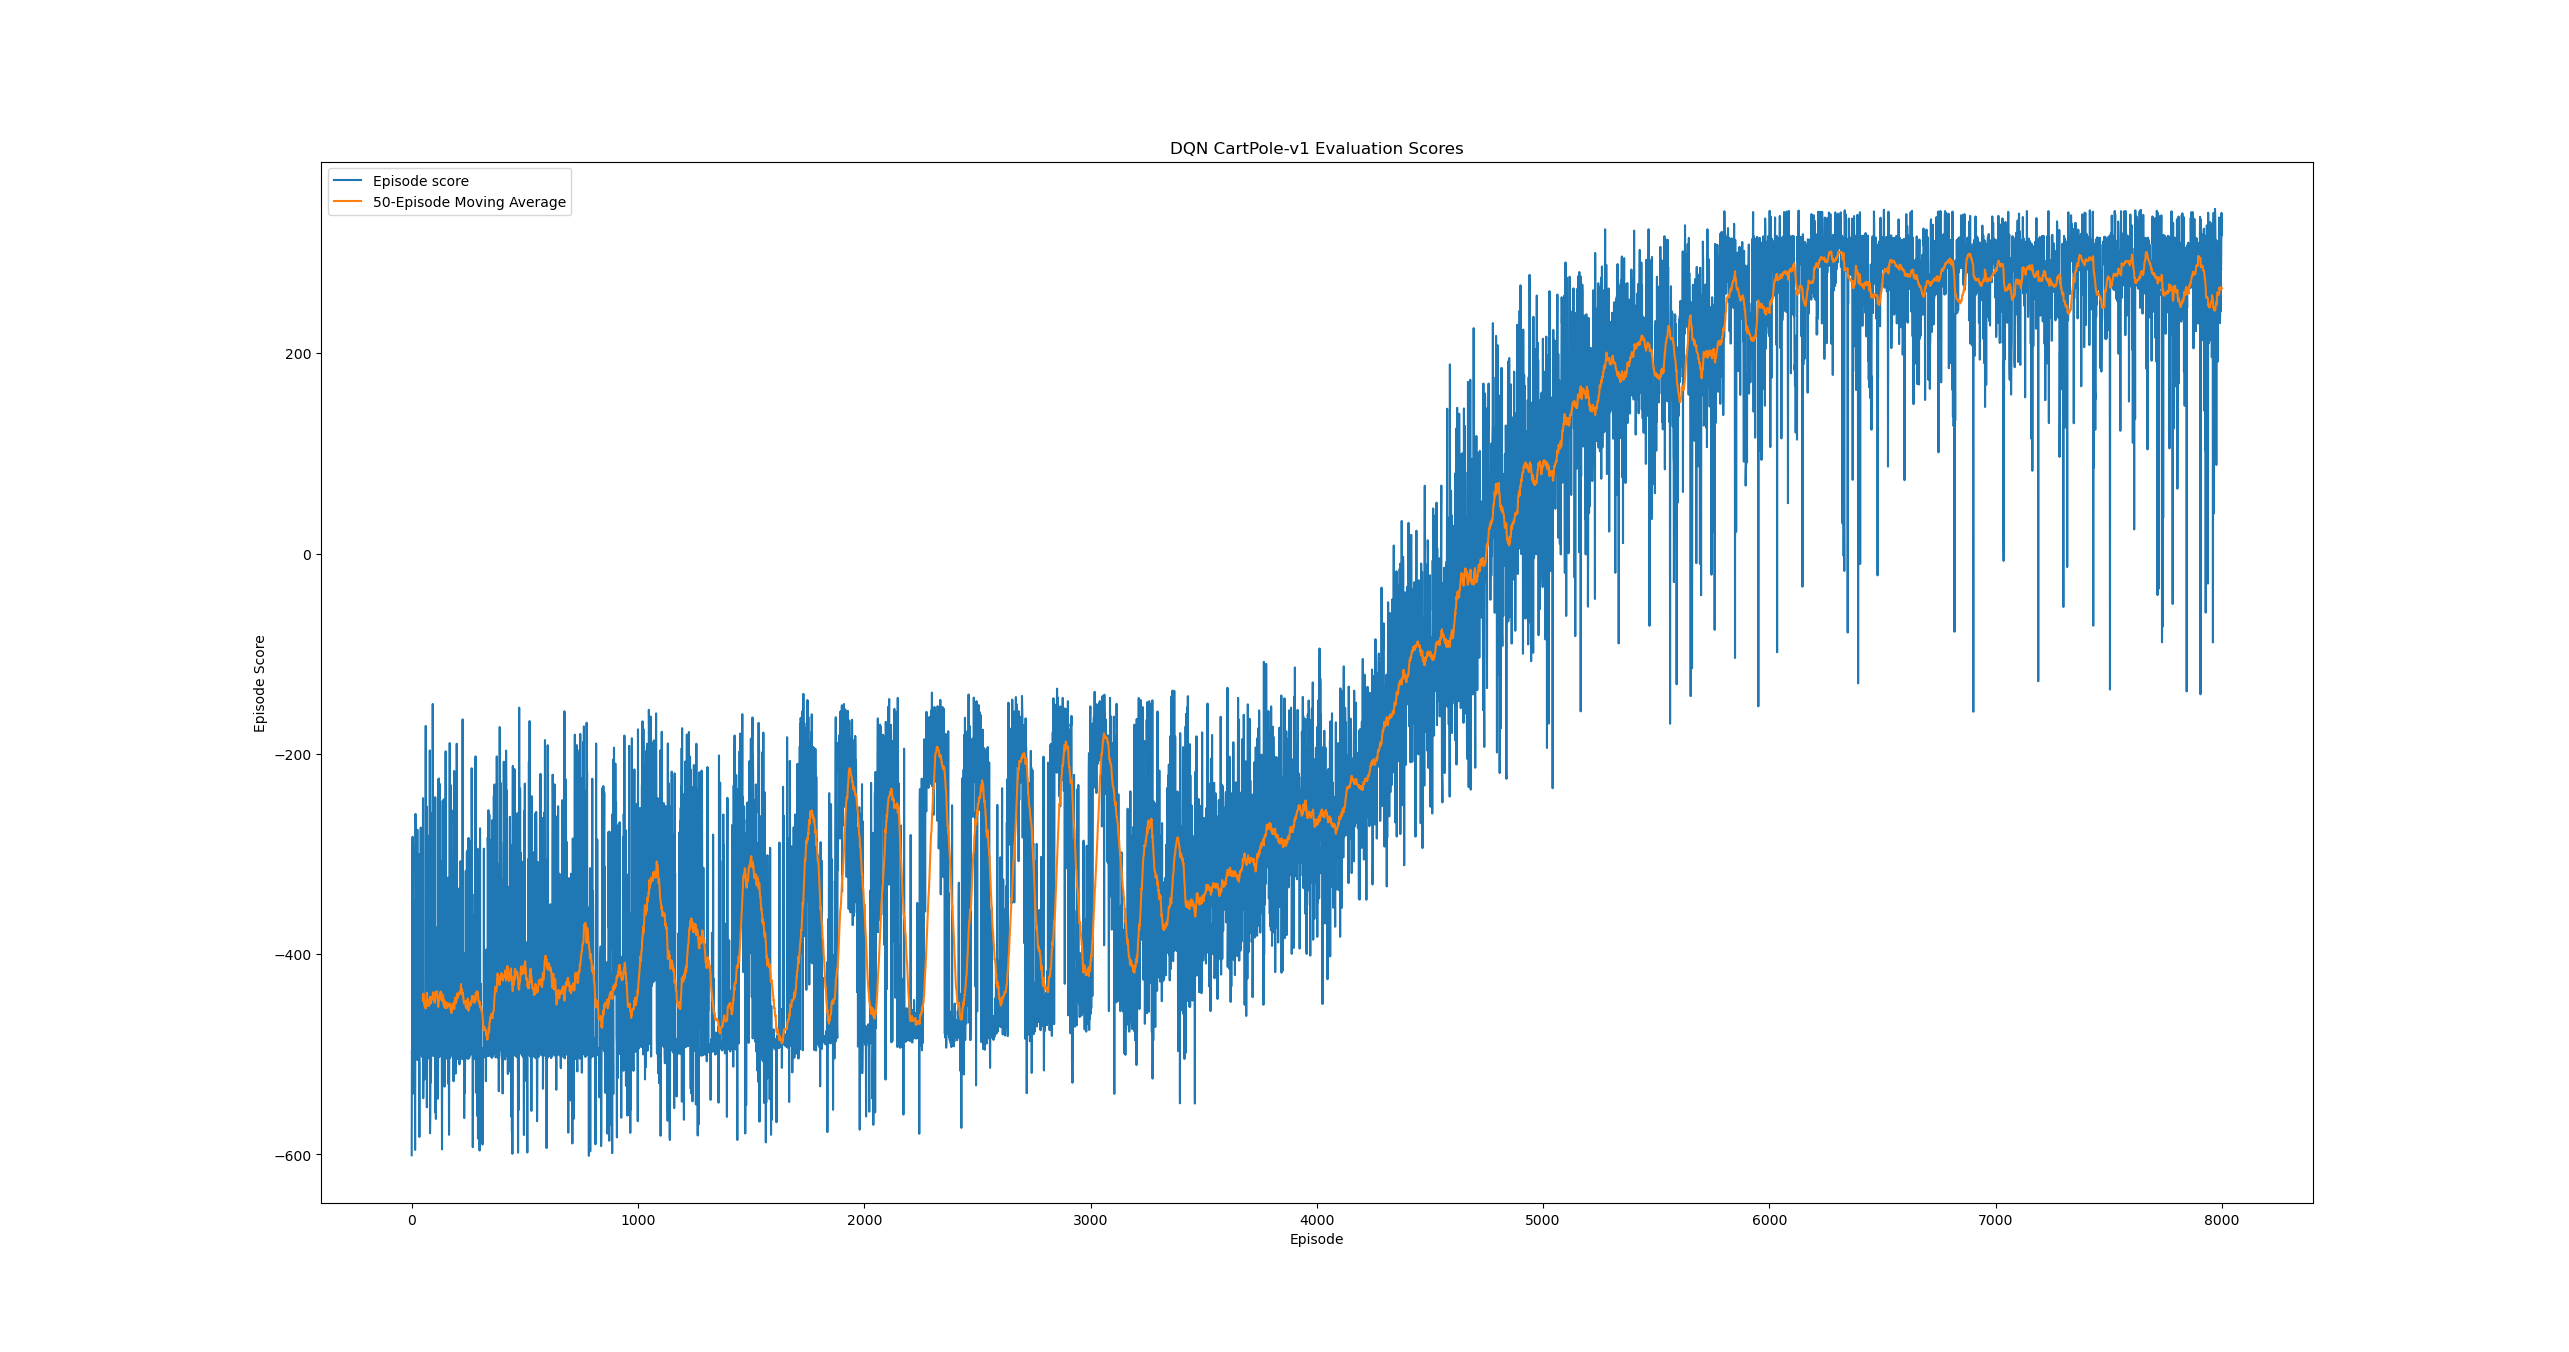 DQN CartPole-v1 Evaluation Scores
Episode score
50-Episode Moving Average
Episode Score
200
0
−200
−400
−600
0 1000 2000 3000 4000 5000 6000 7000 8000
Episode